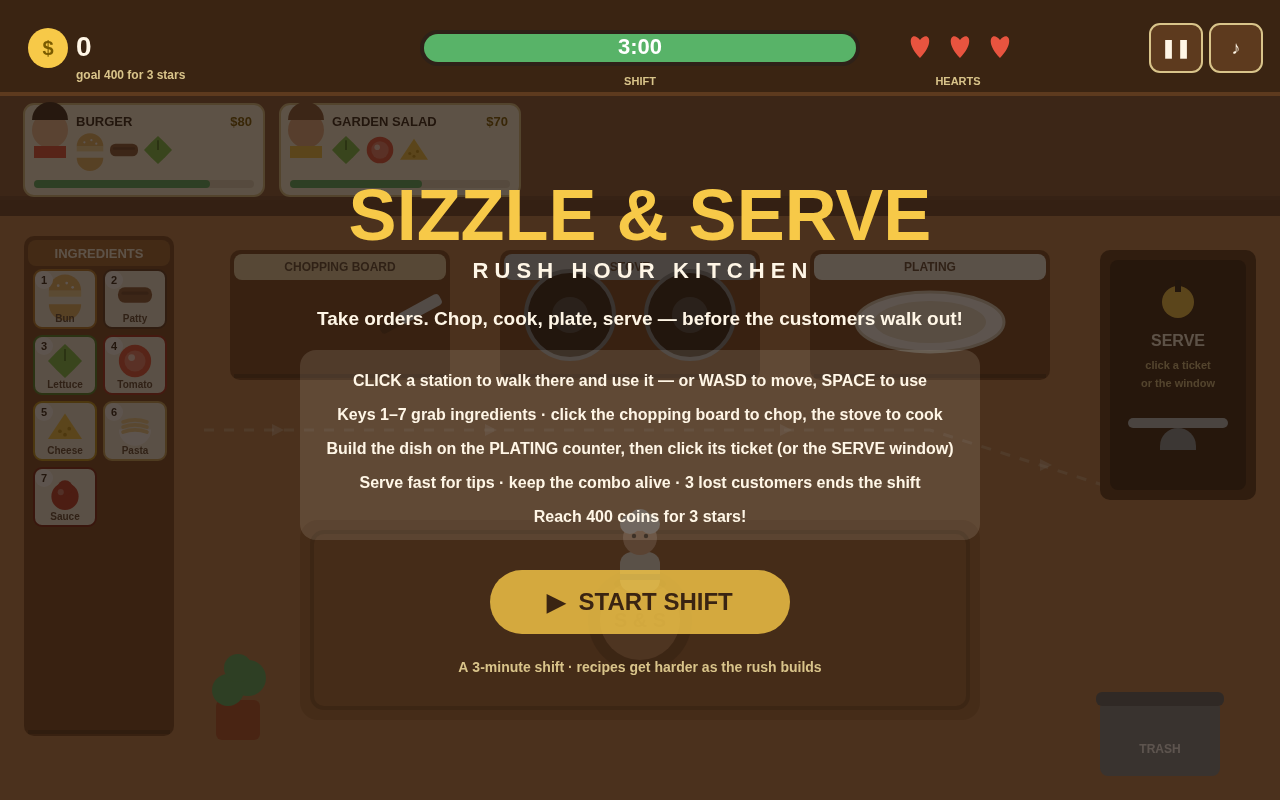 $ 0
goal 400 for 3 stars
3:00
SHIFT
HEARTS
❚❚ ♪
BURGER $80
GARDEN SALAD $70
SIZZLE & SERVE
RUSH HOUR KITCHEN
Take orders. Chop, cook, plate, serve — before the customers walk out!
CLICK a station to walk there and use it — or WASD to move, SPACE to use
Keys 1–7 grab ingredients · click the chopping board to chop, the stove to cook
Build the dish on the PLATING counter, then click its ticket (or the SERVE window)
Serve fast for tips · keep the combo alive · 3 lost customers ends the shift
Reach 400 coins for 3 stars!
▶ START SHIFT
A 3-minute shift · recipes get harder as the rush builds
INGREDIENTS
1 Bun
2 Patty
3 Lettuce
4 Tomato
5 Cheese
6 Pasta
7 Sauce
CHOPPING BOARD
PLATING
SERVE
click a ticket
or the window
TRASH